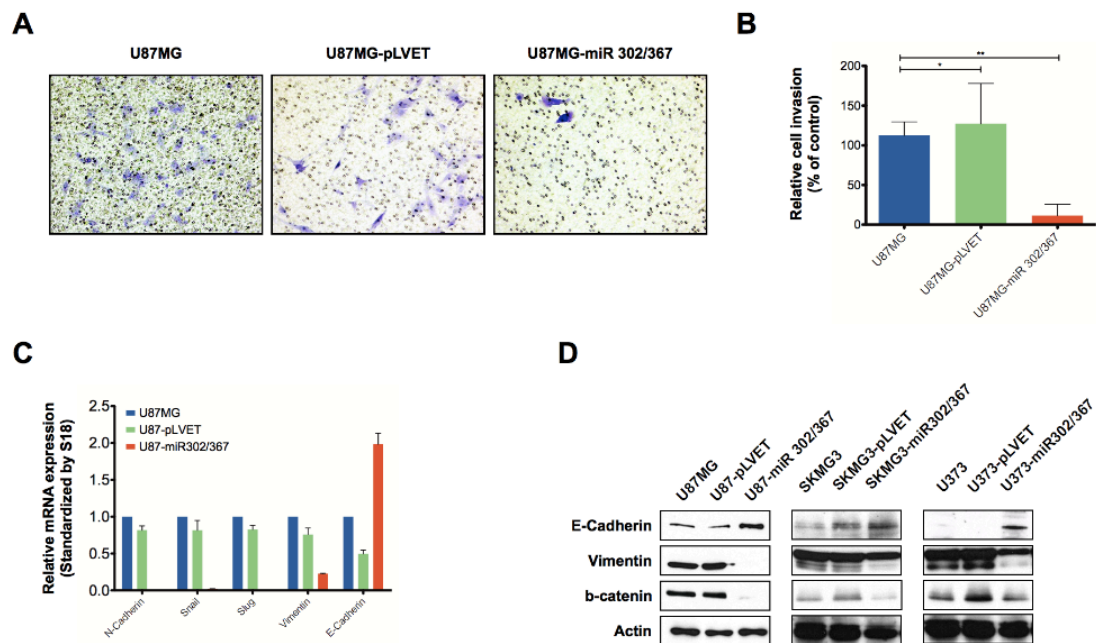 A
U87MG
U87MG-pLVET
U87MG-miR 302/367
B
Relative cell invasion
(% of control)
200
150
100
50
0
*
**
U87MG
U87MG-pLVET
U87MG-miR 302/367
C
Relative mRNA expression
(Standardized by S18)
2.5
2.0
1.5
1.0
0.5
0.0
U87MG
U87-pLVET
U87-miR302/367
N-Cadherin
Snail
Slug
Vimentin
E-Cadherin
D
U87MG
U87-pLVET
U87-miR 302/367
SKMG3
SKMG3-pLVET
SKMG3-miR302/367
U373
U373-pLVET
U373-miR302/367
E-Cadherin
Vimentin
b-catenin
Actin